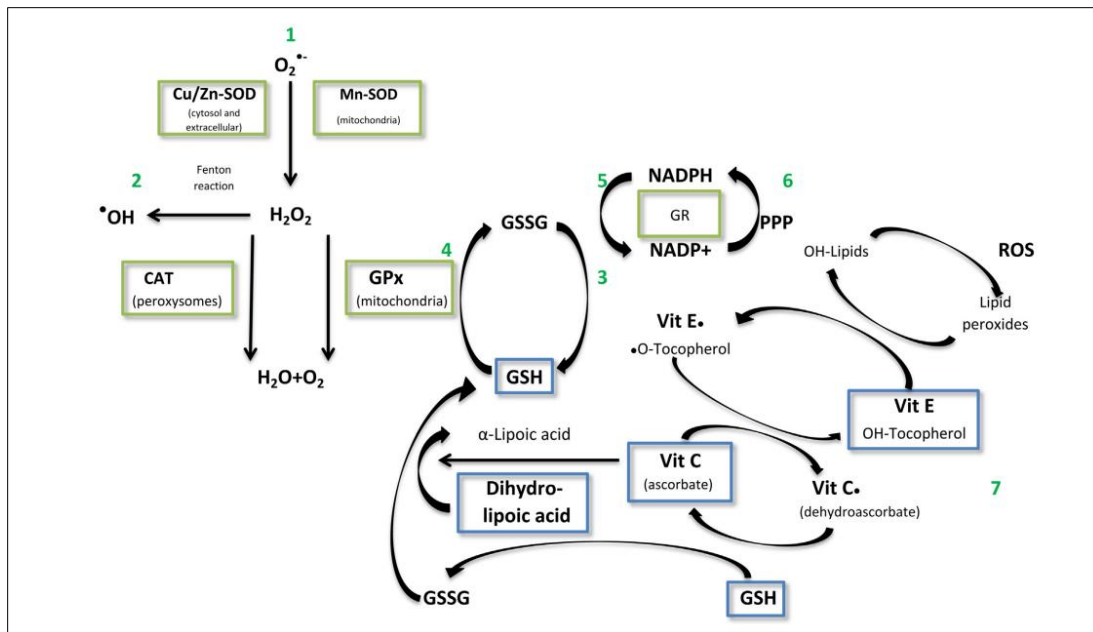 1
O₂•-
Cu/Zn-SOD
(cytosol and
extracellular)
Mn-SOD
(mitochondria)
2
Fenton
reaction
•OH
H₂O₂
CAT
(peroxysomes)
GPx
(mitochondria)
H₂O+O₂
4
GSSG
3
GSH
5
NADPH
6
GR
PPP
NADP+
OH-Lipids
ROS
Lipid
peroxides
Vit E•
•O-Tocopherol
Vit E
OH-Tocopherol
α-Lipoic acid
Vit C
(ascorbate)
Vit C•
(dehydroascorbate)
7
Dihydro-
lipoic acid
GSSG
GSH